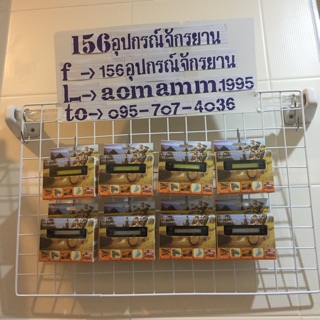 156อุปกรณ์จักรยาน
f → 156อุปกรณ์จักรยาน
L → aomamm.1995
to → 095-707-4036